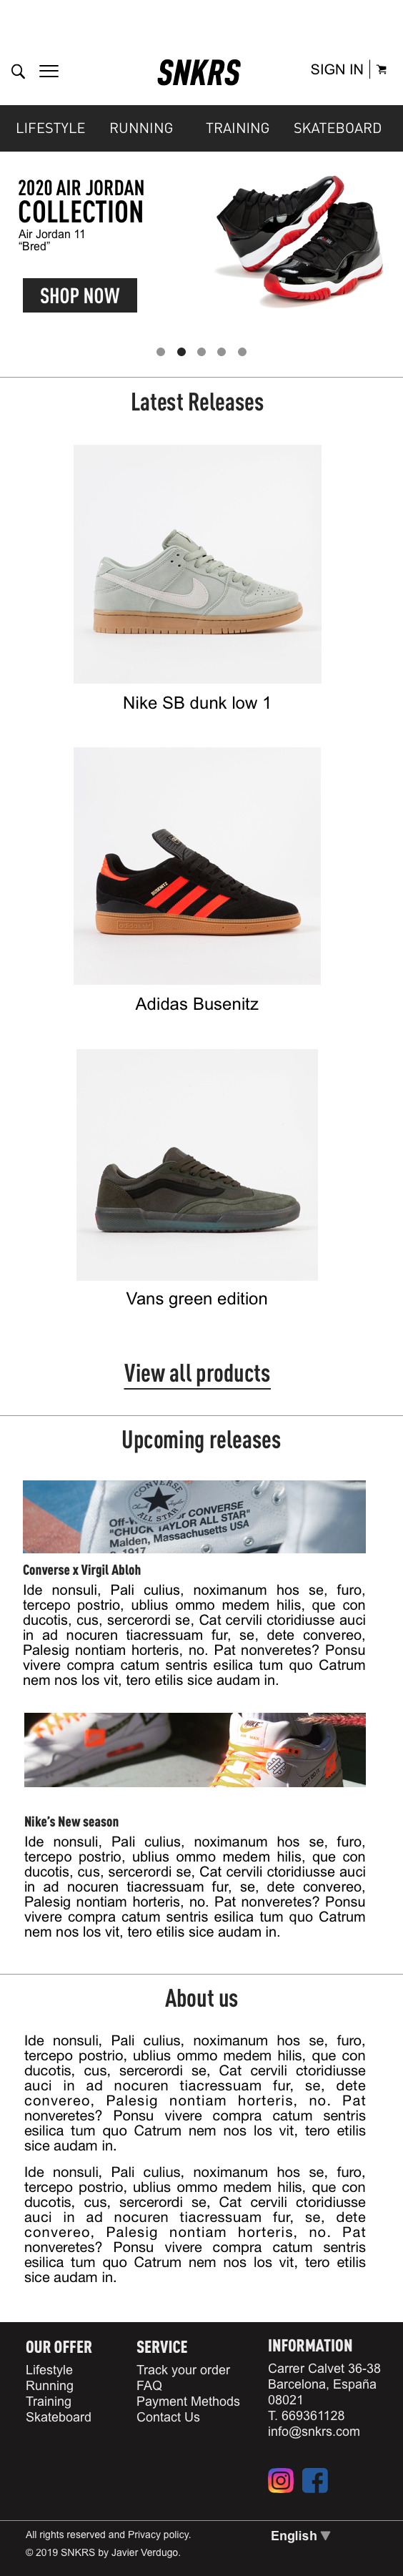 SNKRS
SIGN IN
LIFESTYLE RUNNING TRAINING SKATEBOARD
2020 AIR JORDAN
COLLECTION
Air Jordan 11
“Bred”
SHOP NOW
Latest Releases
Nike SB dunk low 1
BUSENITZ
Adidas Busenitz
Vans green edition
View all products
Upcoming releases
CONVERSE
ALL STAR
CONVERSE
"CHUCK TAYLOR ALL STAR"
Malden, Massachusetts USA
Converse x Virgil Abloh
Ide nonsuli, Pali culius, noximanum hos se, furo,
tercepo postrio, ublius ommo medem hilis, que con
ducotis, cus, sercerordi se, Cat cervili ctoridiusse auci
in ad nocuren tiacressuam fur, se, dete convereo,
Palesig nontiam horteris, no. Pat nonveretes? Ponsu
vivere compra catum sentris esilica tum quo Catrum
nem nos los vit, tero etilis sice audam in.
NIKE
Nike’s New season
Ide nonsuli, Pali culius, noximanum hos se, furo,
tercepo postrio, ublius ommo medem hilis, que con
ducotis, cus, sercerordi se, Cat cervili ctoridiusse auci
in ad nocuren tiacressuam fur, se, dete convereo,
Palesig nontiam horteris, no. Pat nonveretes? Ponsu
vivere compra catum sentris esilica tum quo Catrum
nem nos los vit, tero etilis sice audam in.
About us
Ide nonsuli, Pali culius, noximanum hos se, furo,
tercepo postrio, ublius ommo medem hilis, que con
ducotis, cus, sercerordi se, Cat cervili ctoridiusse
auci in ad nocuren tiacressuam fur, se, dete
convereo, Palesig nontiam horteris, no. Pat
nonveretes? Ponsu vivere compra catum sentris
esilica tum quo Catrum nem nos los vit, tero etilis
sice audam in.
Ide nonsuli, Pali culius, noximanum hos se, furo,
tercepo postrio, ublius ommo medem hilis, que con
ducotis, cus, sercerordi se, Cat cervili ctoridiusse
auci in ad nocuren tiacressuam fur, se, dete
convereo, Palesig nontiam horteris, no. Pat
nonveretes? Ponsu vivere compra catum sentris
esilica tum quo Catrum nem nos los vit, tero etilis
sice audam in.
OUR OFFER
Lifestyle
Running
Training
Skateboard
SERVICE
Track your order
FAQ
Payment Methods
Contact Us
INFORMATION
Carrer Calvet 36-38
Barcelona, España
08021
T. 669361128
info@snkrs.com
All rights reserved and Privacy policy.
© 2019 SNKRS by Javier Verdugo.
English